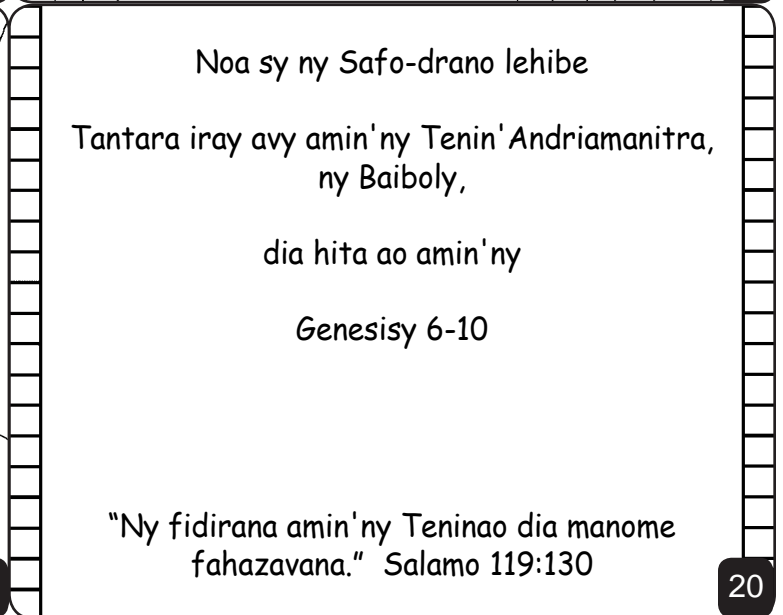 Noa sy ny Safo-drano lehibe
Tantara iray avy amin'ny Tenin'Andriamanitra,
ny Baiboly,
dia hita ao amin'ny
Genesisy 6-10
“Ny fidirana amin'ny Teninao dia manome
fahazavana.” Salamo 119:130
20